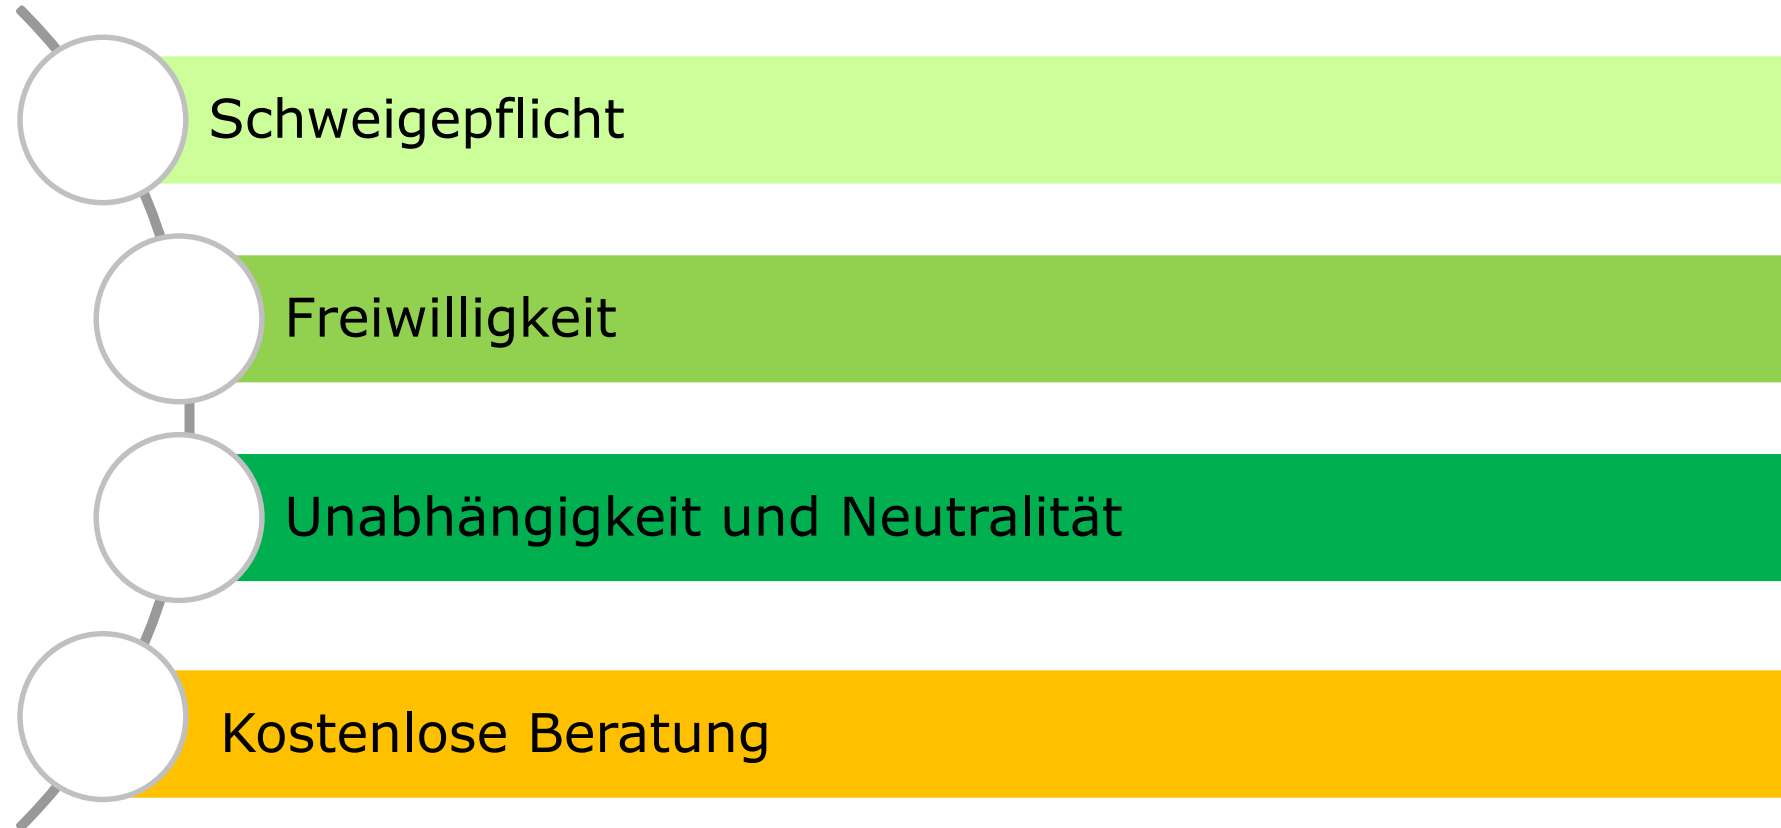 Schweigepflicht
Freiwilligkeit
Unabhängigkeit und Neutralität
Kostenlose Beratung